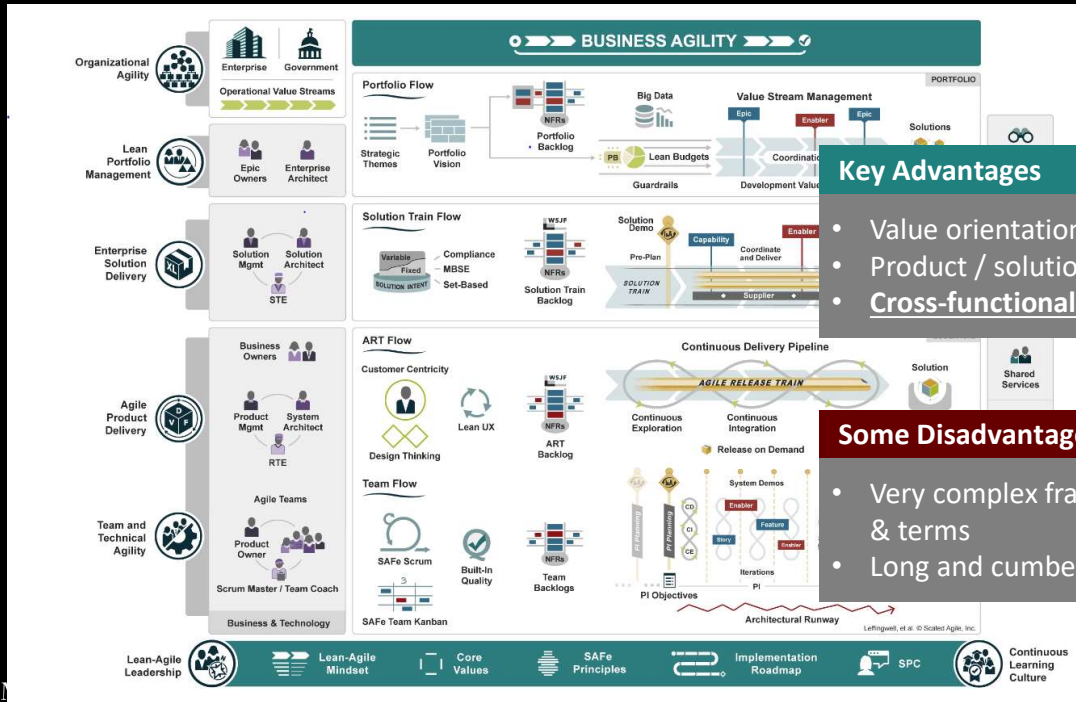 BUSINESS AGILITY
Organizational
Agility
Enterprise
Government
Operational Value Streams
PORTFOLIO
Portfolio Flow
Strategic
Themes
Portfolio
Vision
NFRs
Portfolio
Backlog
Big Data
PB
Lean Budgets
Guardrails
Value Stream Management
Epic
Enabler
Epic
Solutions
Lean
Portfolio
Management
Epic
Owners
Enterprise
Architect
Key Advantages
• Value orientation
• Product / solutio
• Cross-functional
Enterprise
Solution
Delivery
XL
Solution
Mgmt
Solution
Architect
STE
Solution Train Flow
Variable
Fixed
SOLUTION INTENT
Compliance
MBSE
Set-Based
WSJF
NFRs
Solution Train
Backlog
Solution
Demo
Pre-Plan
SOLUTION
TRAIN
Capability
Coordinate
and Deliver
Enabler
Supplier
Shared
Services
Agile
Product
Delivery
D
V
F
Business
Owners
Product
Mgmt
System
Architect
RTE
ART Flow
Customer Centricity
Design Thinking
Lean UX
WSJF
NFRs
ART
Backlog
Continuous Delivery Pipeline
AGILE RELEASE TRAIN
Solution
Continuous
Exploration
Continuous
Integration
Release on Demand
Some Disadvantage
• Very complex fra
& terms
• Long and cumbe
Team and
Technical
Agility
Agile Teams
Product
Owner
Scrum Master / Team Coach
Business & Technology
Team Flow
SAFe Scrum
3
SAFe Team Kanban
Built-In
Quality
NFRs
Team
Backlogs
PI Planning
PI Planning
CD
CI
CE
System Demos
Enabler
Story
Feature
Enabler
Iterations
PI
PI Objectives
Architectural Runway
Leffingwell, et al. © Scaled Agile, Inc.
Lean-Agile
Leadership
Lean-Agile
Mindset
Core
Values
SAFe
Principles
Implementation
Roadmap
SPC
Continuous
Learning
Culture